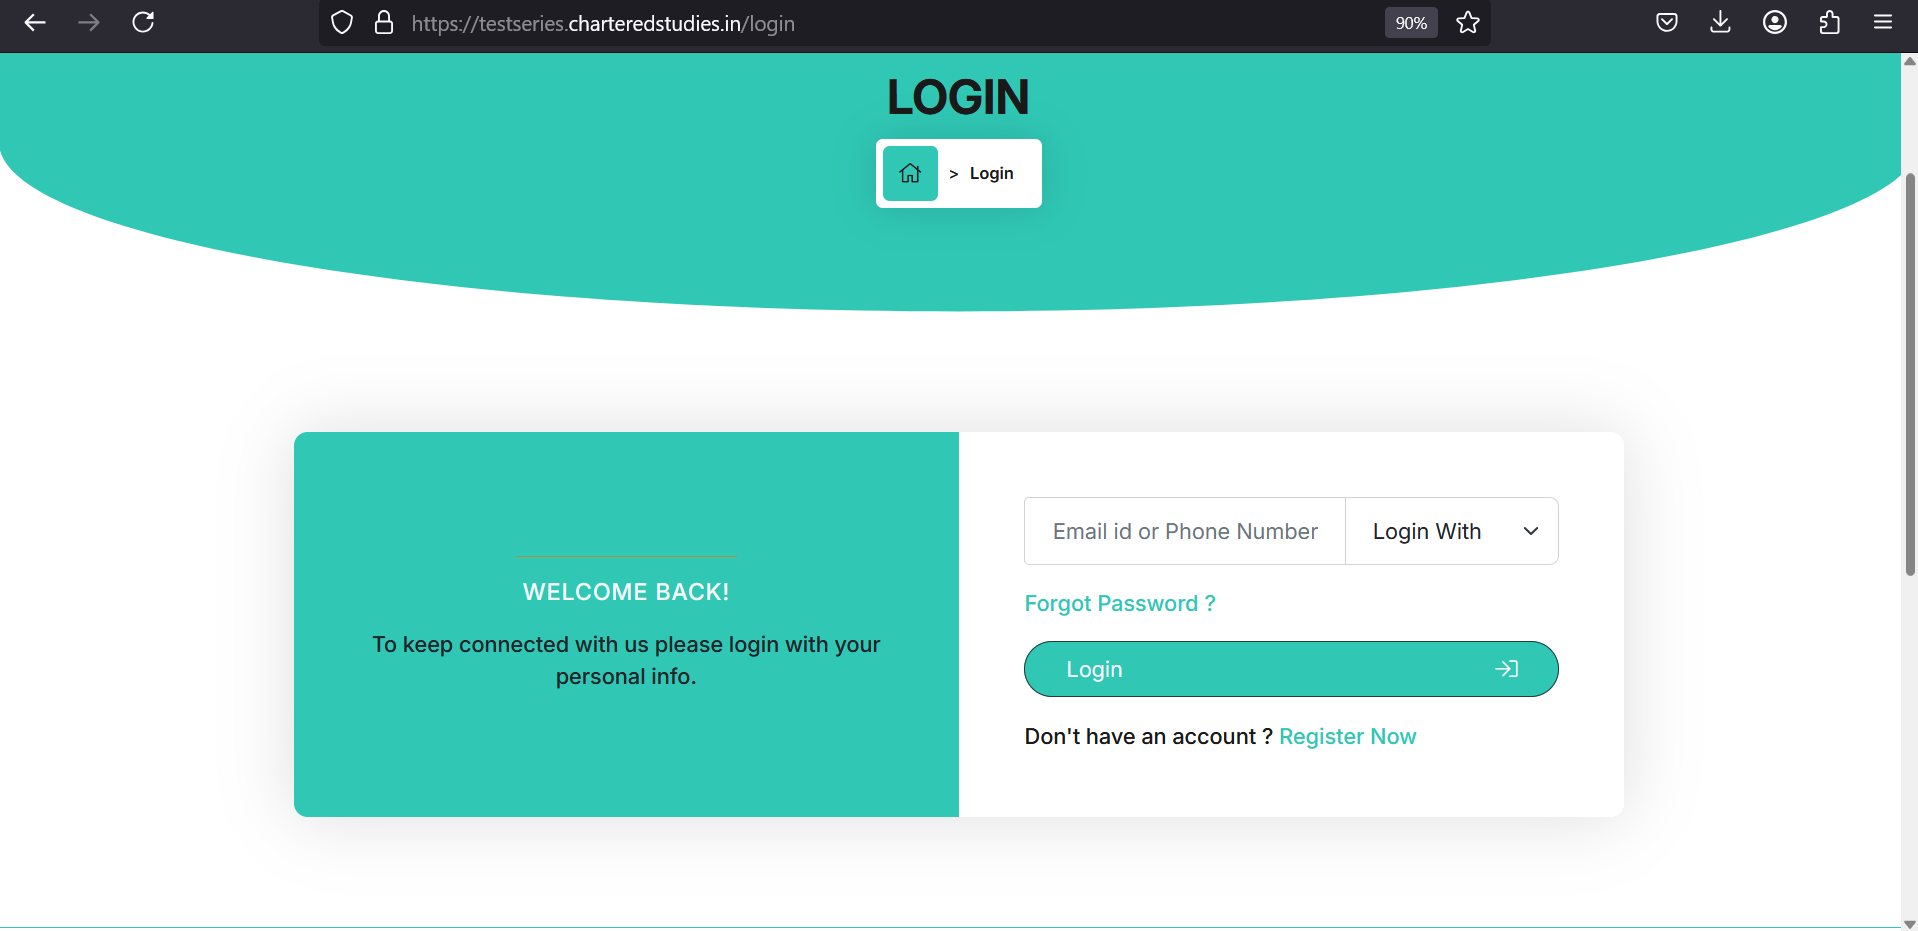 https://testseries.charteredstudies.in/login
90%
LOGIN
> Login
WELCOME BACK!
To keep connected with us please login with your
personal info.
Email id or Phone Number
Login With
Forgot Password ?
Login
Don't have an account ? Register Now